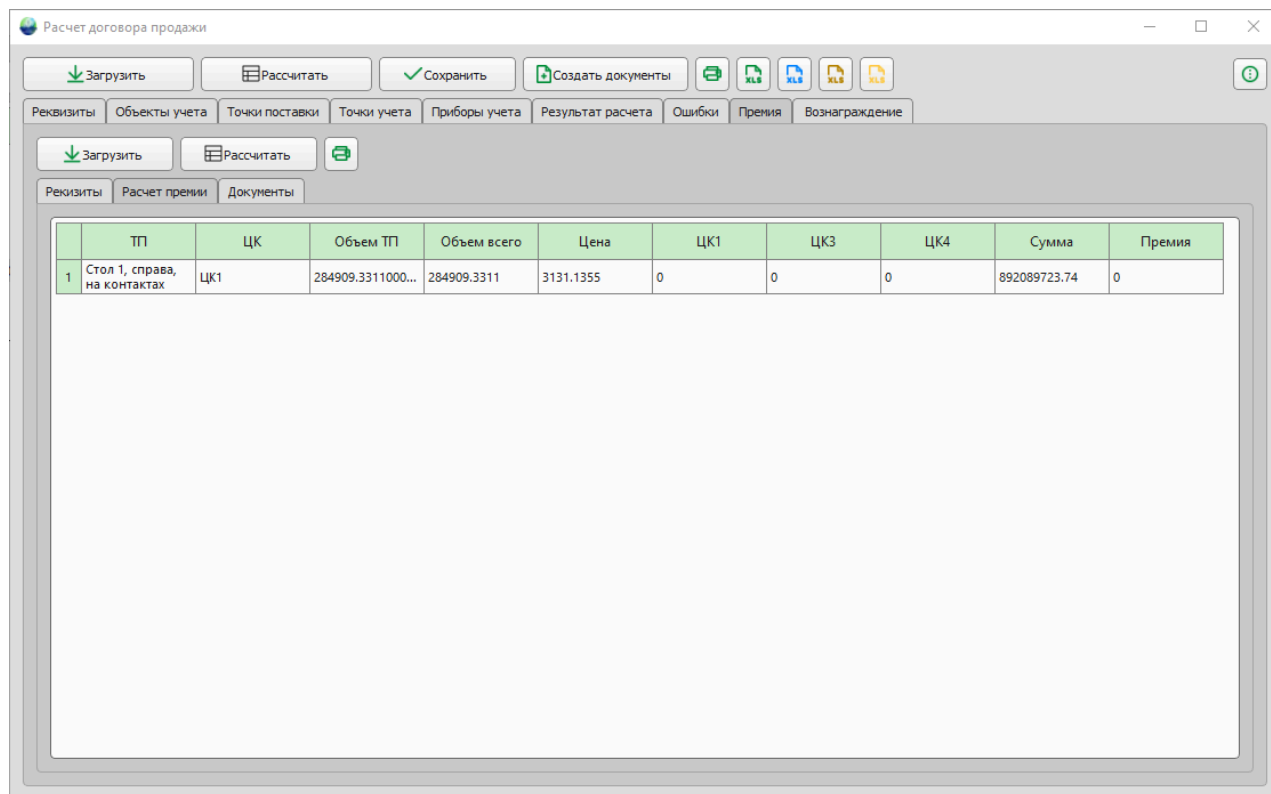 Расчет договора продажи
Загрузить Рассчитать Сохранить Создать документы XLS XLS XLS XLS
Реквизиты Объекты учета Точки поставки Точки учета Приборы учета Результат расчета Ошибки Премия Вознаграждение
Загрузить Рассчитать
Рекизиты Расчет премии Документы
ТП ЦК Объем ТП Объем всего Цена ЦК1 ЦК3 ЦК4 Сумма Премия
1 Стол 1, справа, на контактах ЦК1 284909.3311000... 284909.3311 3131.1355 0 0 0 892089723.74 0